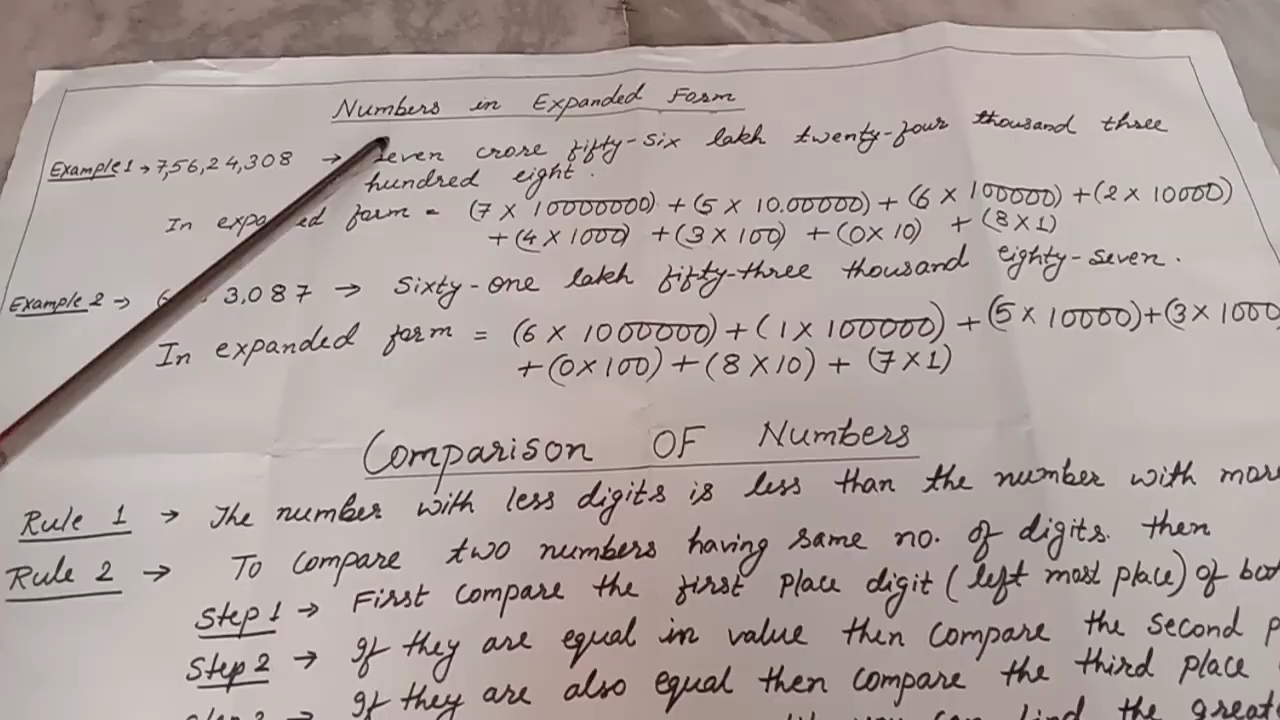 Numbers in Expanded Form
Example 1 → 7,56,24,308 → Seven crore fifty-six lakh twenty-four thousand three
hundred eight.
In expanded form = (7 X 10000000) + (5 X 10.00000) + (6 X 100000) + (2 X 10000)
+ (4 X 1000) + (3 X 100) + (0 X 10) + (8 X 1)
Example 2 → 3,087 → Sixty-one lakh fifty-three thousand eighty-seven.
In expanded form = (6 X 1000000) + (1 X 100000) + (5 X 10000) + (3 X 1000
+ (0 X 100) + (8 X 10) + (7 X 1)
Comparison OF Numbers
Rule 1 → The number with less digits is less than the number with more
Rule 2 → To compare two numbers having same no. of digits. then
Step 1 → First compare the first place digit (left most place) of
Step 2 → If they are equal in value then compare the second
If they are also equal then compare the third place
you can find the